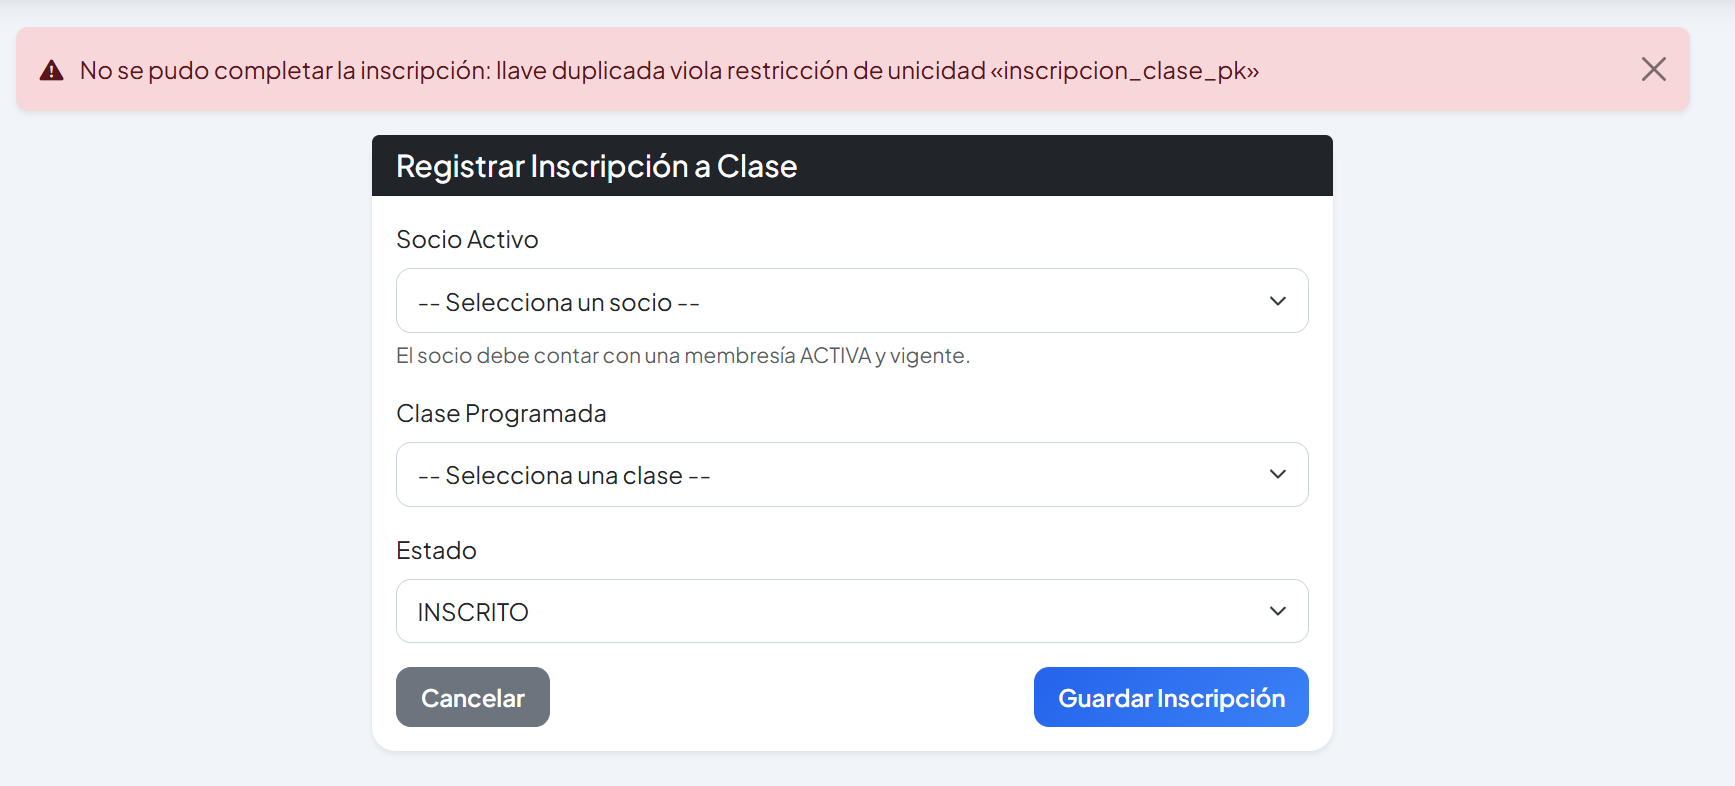 No se pudo completar la inscripción: llave duplicada viola restricción de unicidad «inscripcion_clase_pk»
Registrar Inscripción a Clase
Socio Activo
-- Selecciona un socio --
El socio debe contar con una membresía ACTIVA y vigente.
Clase Programada
-- Selecciona una clase --
Estado
INSCRITO
Cancelar
Guardar Inscripción